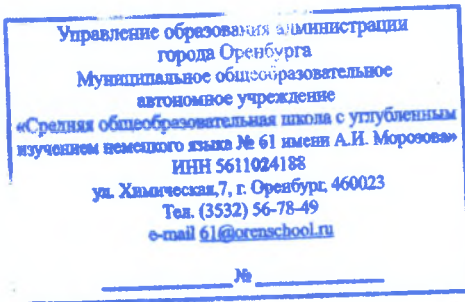 Управление образования администрации
города Оренбурга
Муниципальное общеобразовательное
автономное учреждение
«Средняя общеобразовательная школа с углубленным
изучением немецкого языка № 61 имени А.И. Морозова»
ИНН 5611024188
ул. Химическая,7, г. Оренбург, 460023
Тел. (3532) 56-78-49
e-mail 61@orenschool.ru
____________№____________